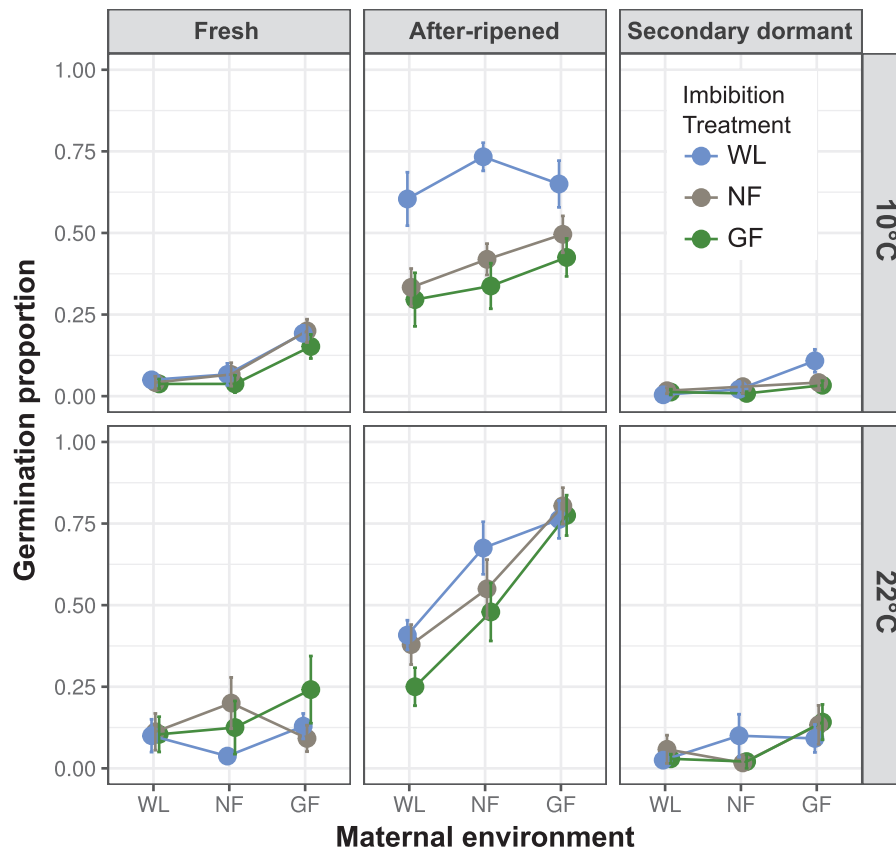 Fresh
After-ripened
Secondary dormant
1.00
0.75
0.50
0.25
0.00
Imbibition
Treatment
WL
NF
GF
10°C
1.00
0.75
0.50
0.25
0.00
22°C
WL NF GF
WL NF GF
WL NF GF
Maternal environment
Germination proportion